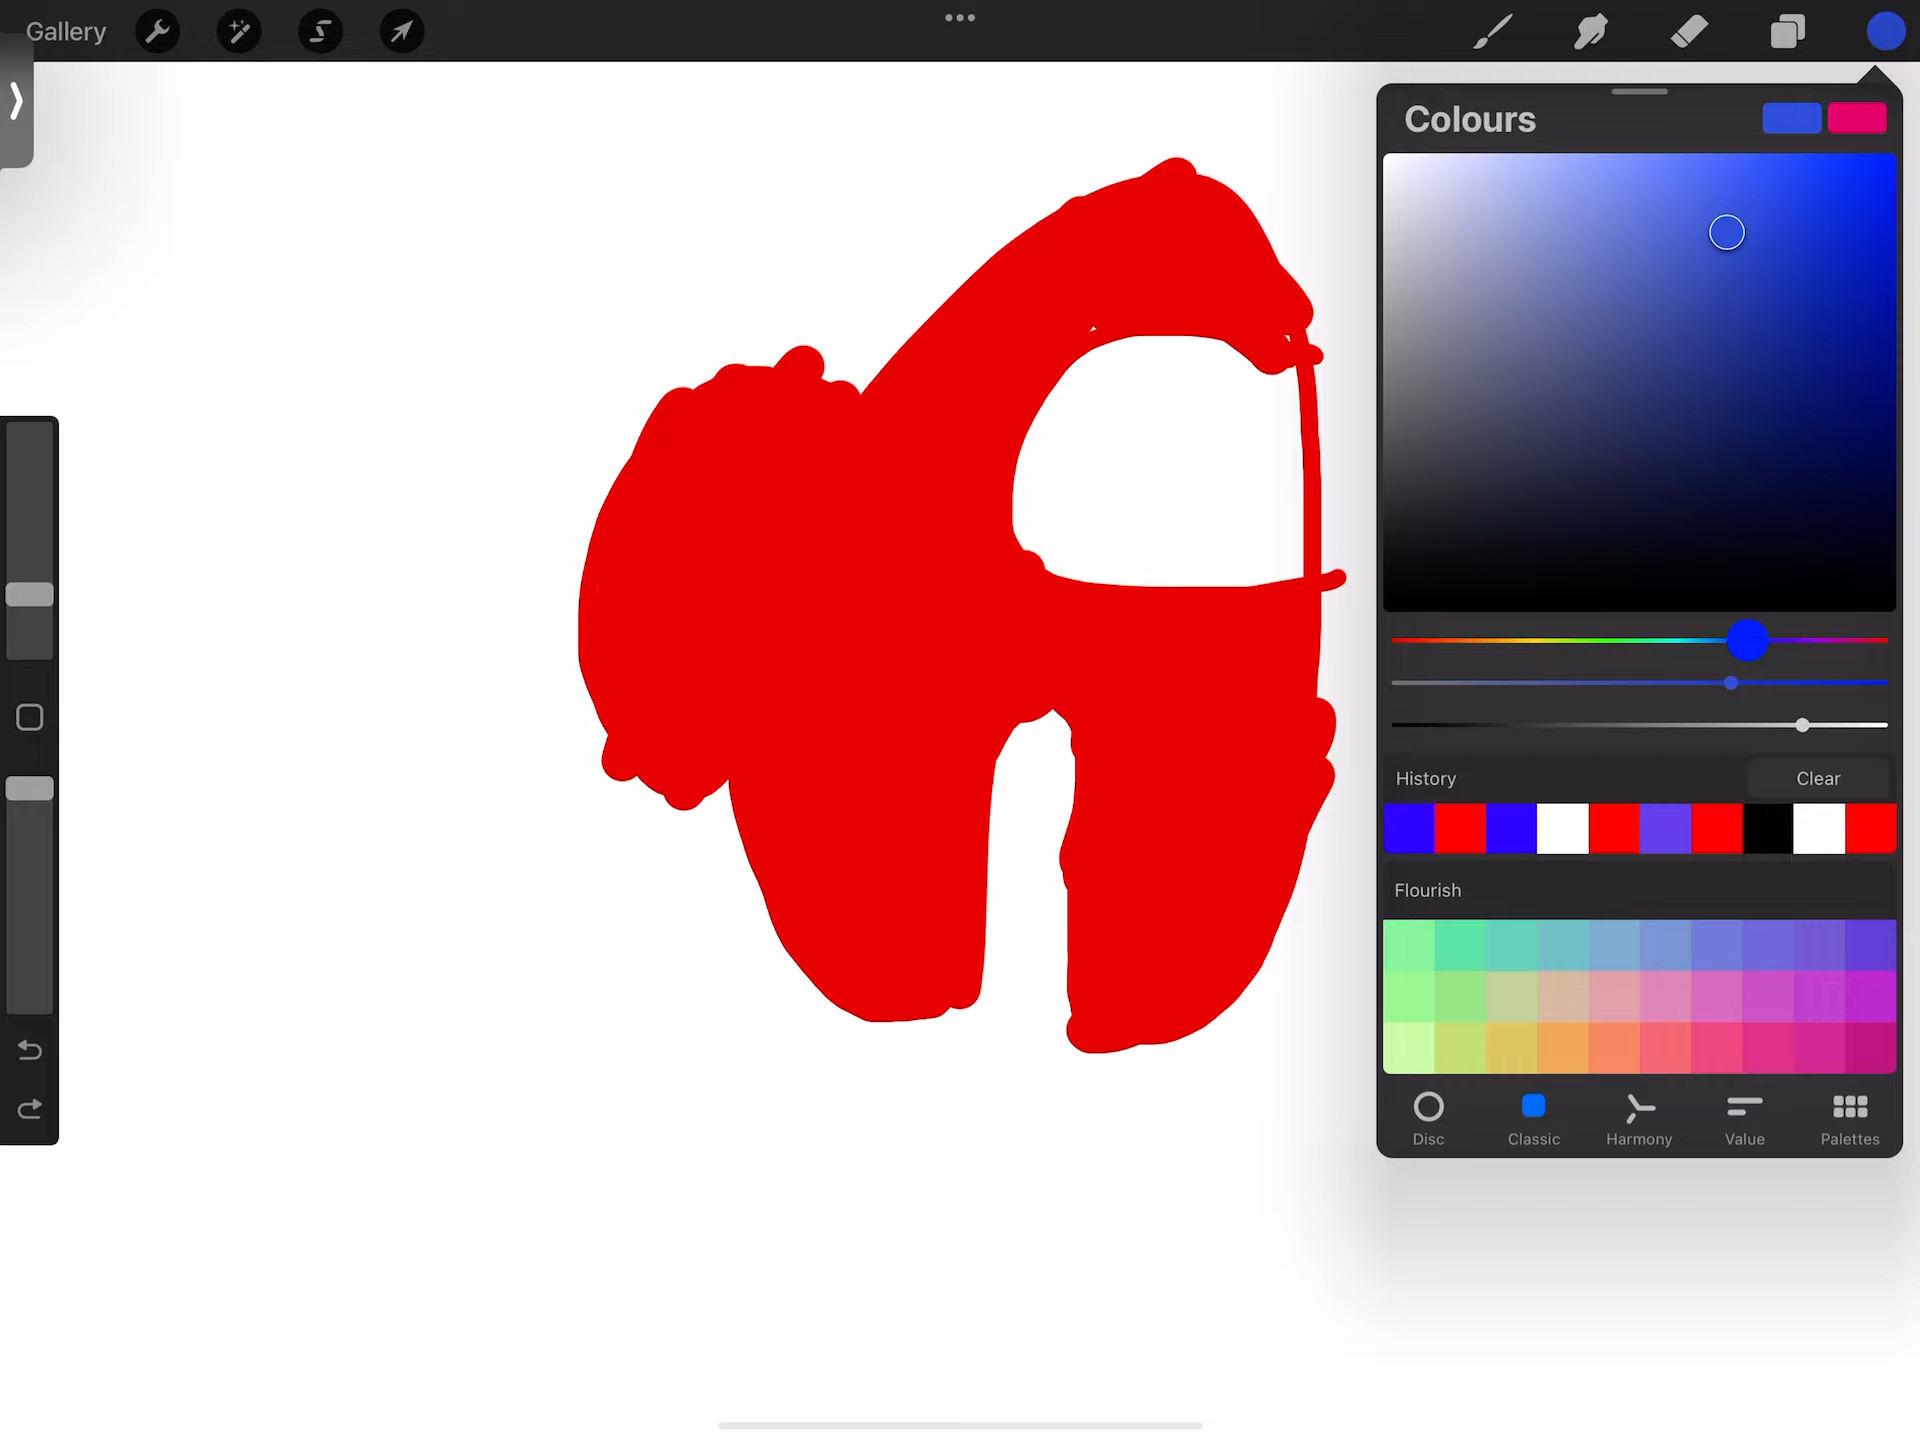 Gallery
Colours
History
Clear
Flourish
Disc
Classic
Harmony
Value
Palettes